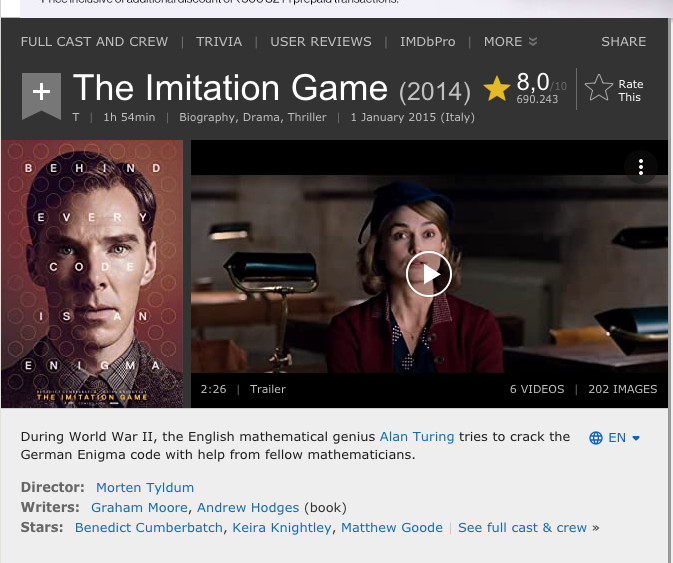 FULL CAST AND CREW | TRIVIA | USER REVIEWS | IMDbPro | MORE SHARE
+ The Imitation Game (2014) 8,0/10
690.243
Rate
This
T | 1h 54min | Biography, Drama, Thriller | 1 January 2015 (Italy)
BEHIND
EVERY
CODE
IS AN
ENIGMA
THE IMITATION GAME
2:26 | Trailer 6 VIDEOS | 202 IMAGES
During World War II, the English mathematical genius Alan Turing tries to crack the
German Enigma code with help from fellow mathematicians.
EN
Director: Morten Tyldum
Writers: Graham Moore, Andrew Hodges (book)
Stars: Benedict Cumberbatch, Keira Knightley, Matthew Goode | See full cast & crew »